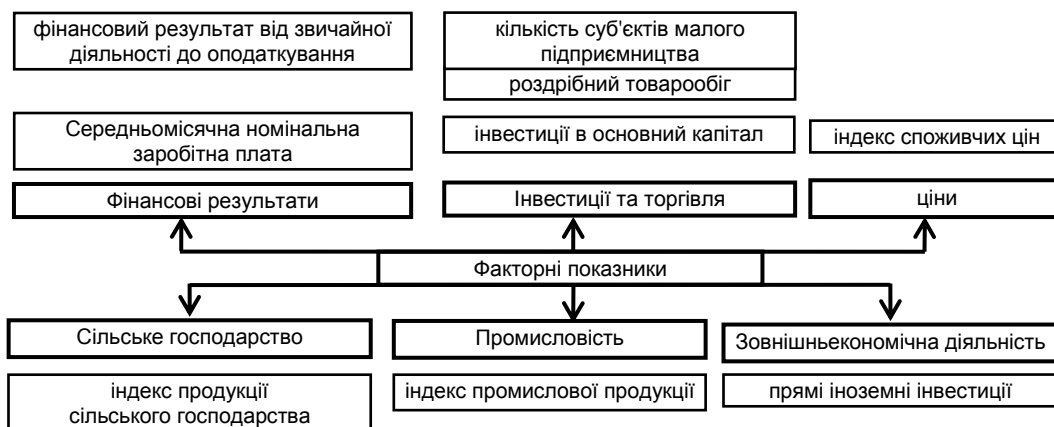 фінансовий результат від звичайної
діяльності до оподаткування
кількість суб'єктів малого
підприємництва
роздрібний товарообіг
Середньомісячна номінальна
заробітна плата
інвестиції в основний капітал
індекс споживчих цін
Фінансові результати
Інвестиції та торгівля
ціни
Факторні показники
Сільське господарство
Промисловість
Зовнішньекономічна діяльність
індекс продукції
сільського господарства
індекс промислової продукції
прямі іноземні інвестиції